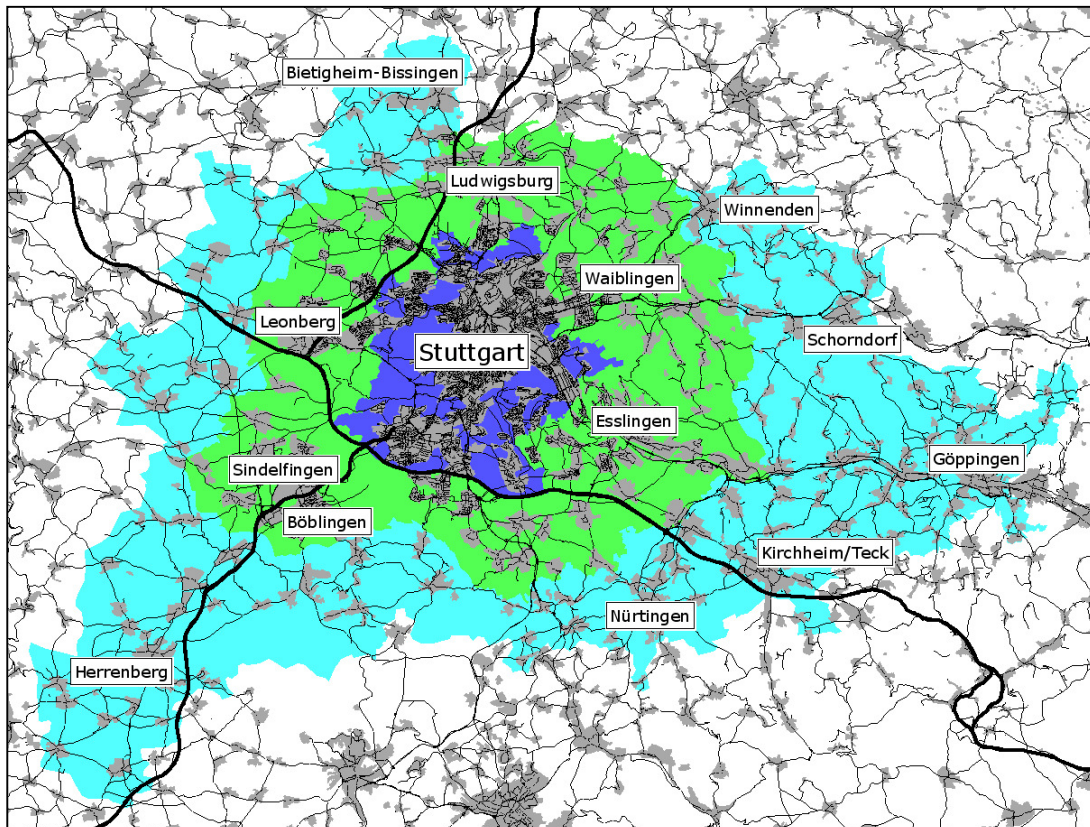 Bietigheim-Bissingen
Ludwigsburg
Winnenden
Waiblingen
Leonberg
Schorndorf
Stuttgart
Esslingen
Göppingen
Sindelfingen
Böblingen
Kirchheim/Teck
Nürtingen
Herrenberg